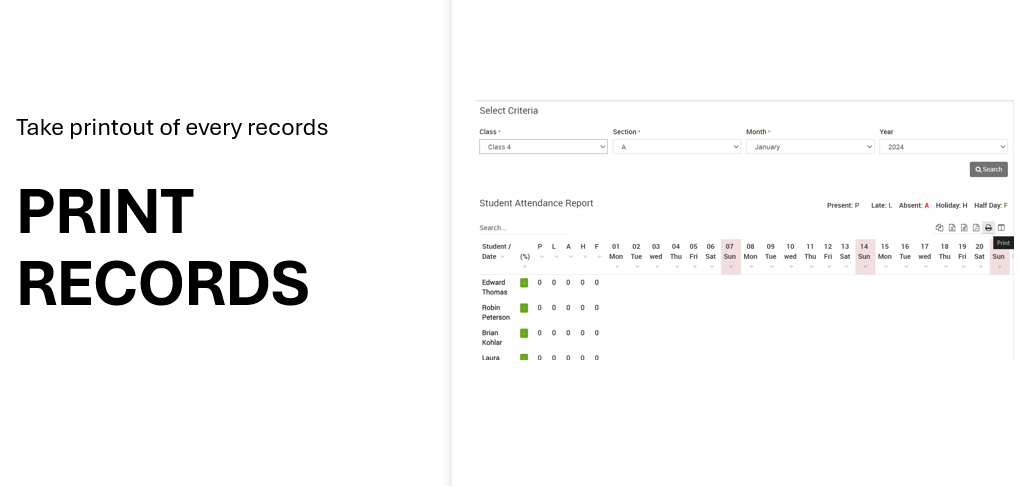 Take printout of every records
PRINT
RECORDS
Select Criteria
Class * Section * Month * Year
Class 4 A January 2024
Search
Student Attendance Report
Present: P Late: L Absent: A Holiday: H Half Day: F
Search...
Print
Student / P L A H F 01 02 03 04 05 06 07 08 09 10 11 12 13 14 15 16 17 18 19 20
Date (%) Mon Tue wed Thu Fri Sat Sun Mon Tue wed Thu Fri Sat Sun Mon Tue wed Thu Fri Sat Sun
Edward 0 0 0 0 0
Thomas
Robin 0 0 0 0 0
Peterson
Brian 0 0 0 0 0
Kohlar
Laura 0 0 0 0 0